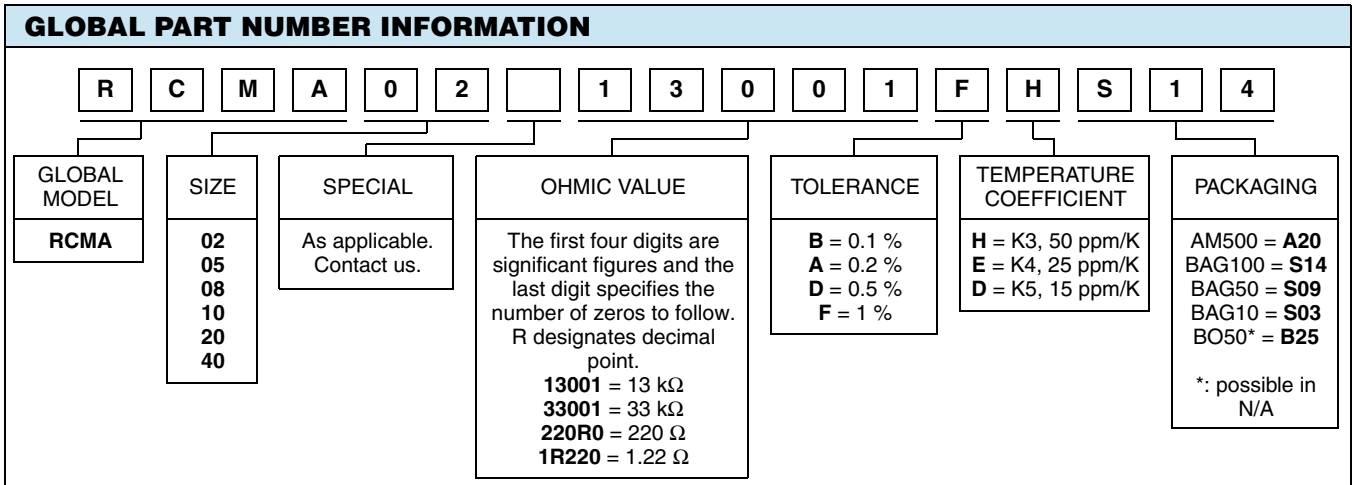 GLOBAL PART NUMBER INFORMATION
R C M A 0 2 1 3 0 0 1 F H S 1 4
GLOBAL
MODEL
RCMA
SIZE
02
05
08
10
20
40
SPECIAL
As applicable.
Contact us.
OHMIC VALUE
The first four digits are
significant figures and the
last digit specifies the
number of zeros to follow.
R designates decimal
point.
13001 = 13 kΩ
33001 = 33 kΩ
220R0 = 220 Ω
1R220 = 1.22 Ω
TOLERANCE
B = 0.1 %
A = 0.2 %
D = 0.5 %
F = 1 %
TEMPERATURE
COEFFICIENT
H = K3, 50 ppm/K
E = K4, 25 ppm/K
D = K5, 15 ppm/K
PACKAGING
AM500 = A20
BAG100 = S14
BAG50 = S09
BAG10 = S03
BO50* = B25
*: possible in
N/A